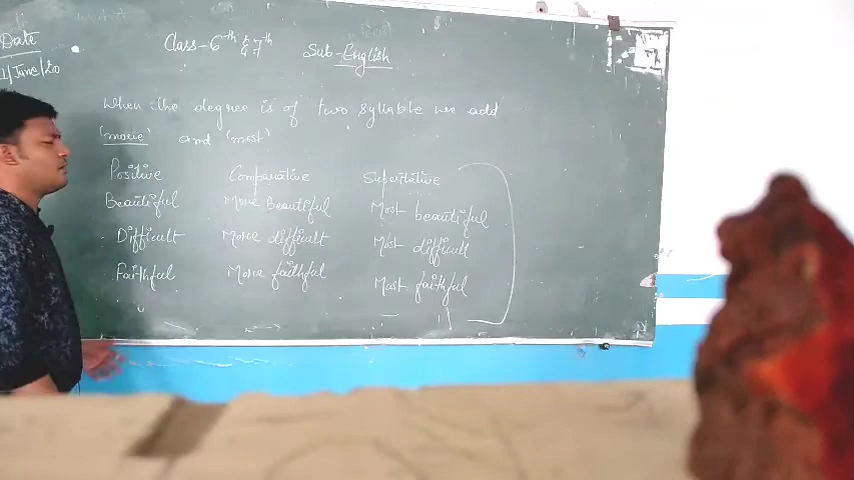 Date
1/June/20
Class-6th & 7th Sub-English
When the degree is of two syllable we add
'more' and 'most'
Positive Comparative Superlative
Beautiful More Beautiful Most beautiful
Difficult More difficult Most difficult
Faithful More faithful Most faithful